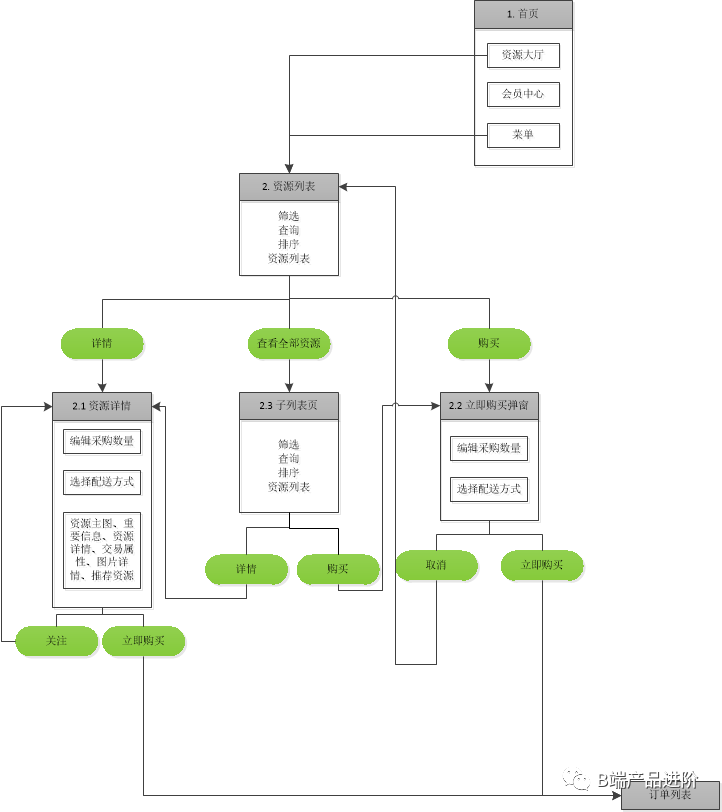 1. 首页
资源大厅
会员中心
菜单
2. 资源列表
筛选
查询
排序
资源列表
详情
查看全部资源
购买
2.1 资源详情
编辑采购数量
选择配送方式
资源主图、重
要信息、资源
详情、交易属
性、图片详
情、推荐资源
2.3 子列表页
筛选
查询
排序
资源列表
2.2 立即购买弹窗
编辑采购数量
选择配送方式
详情
购买
取消
立即购买
关注
立即购买
B端产品进阶
订单列表